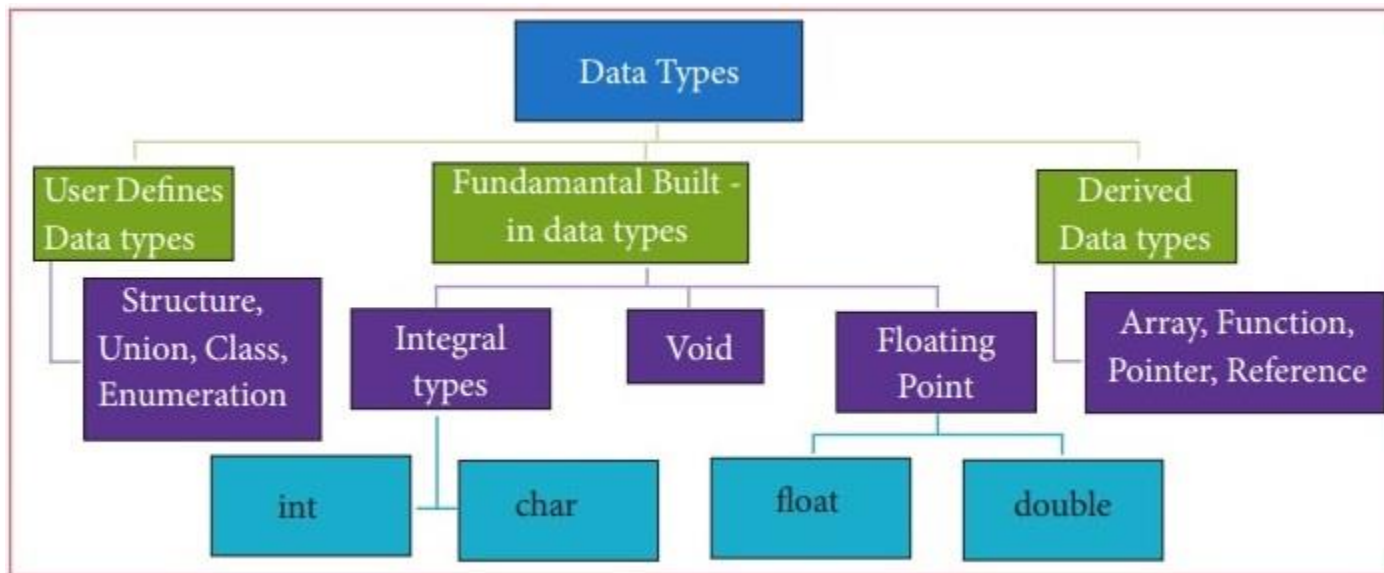 Data Types
User Defines
Data types
Fundamantal Built -
in data types
Derived
Data types
Structure,
Union, Class,
Enumeration
Integral
types
Void
Floating
Point
Array, Function,
Pointer, Reference
int
char
float
double